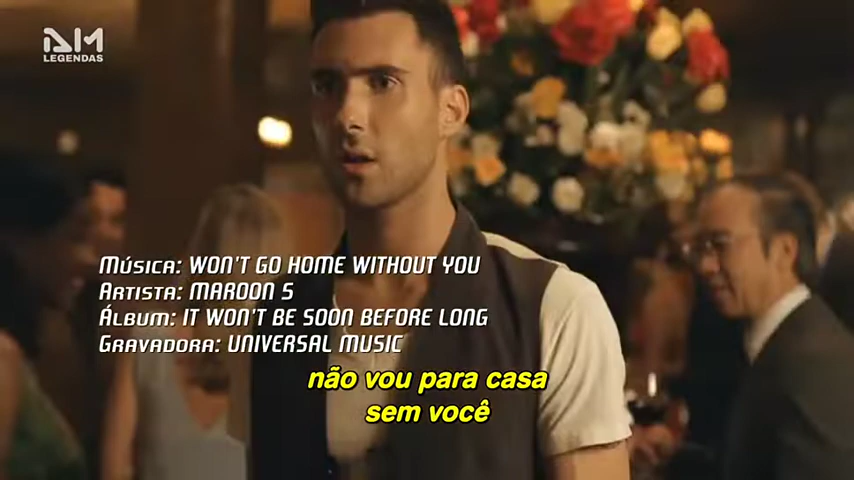 DM
LEGENDAS
Música: WON'T GO HOME WITHOUT YOU
Artista: MAROON 5
Álbum: IT WON'T BE SOON BEFORE LONG
Gravadora: UNIVERSAL MUSIC
não vou para casa
sem você